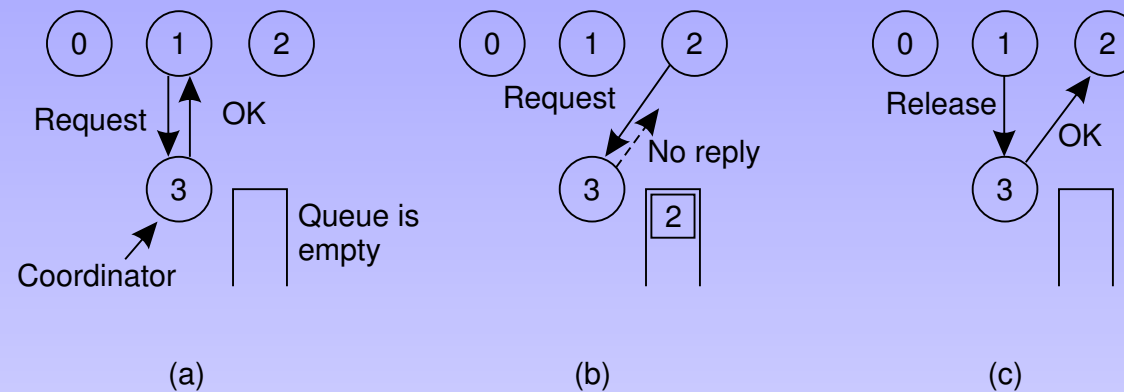 0 1 2
Request
OK
3
Queue is
empty
Coordinator
(a)
0 1 2
Request
No reply
3
2
(b)
0 1 2
Release
OK
3
(c)